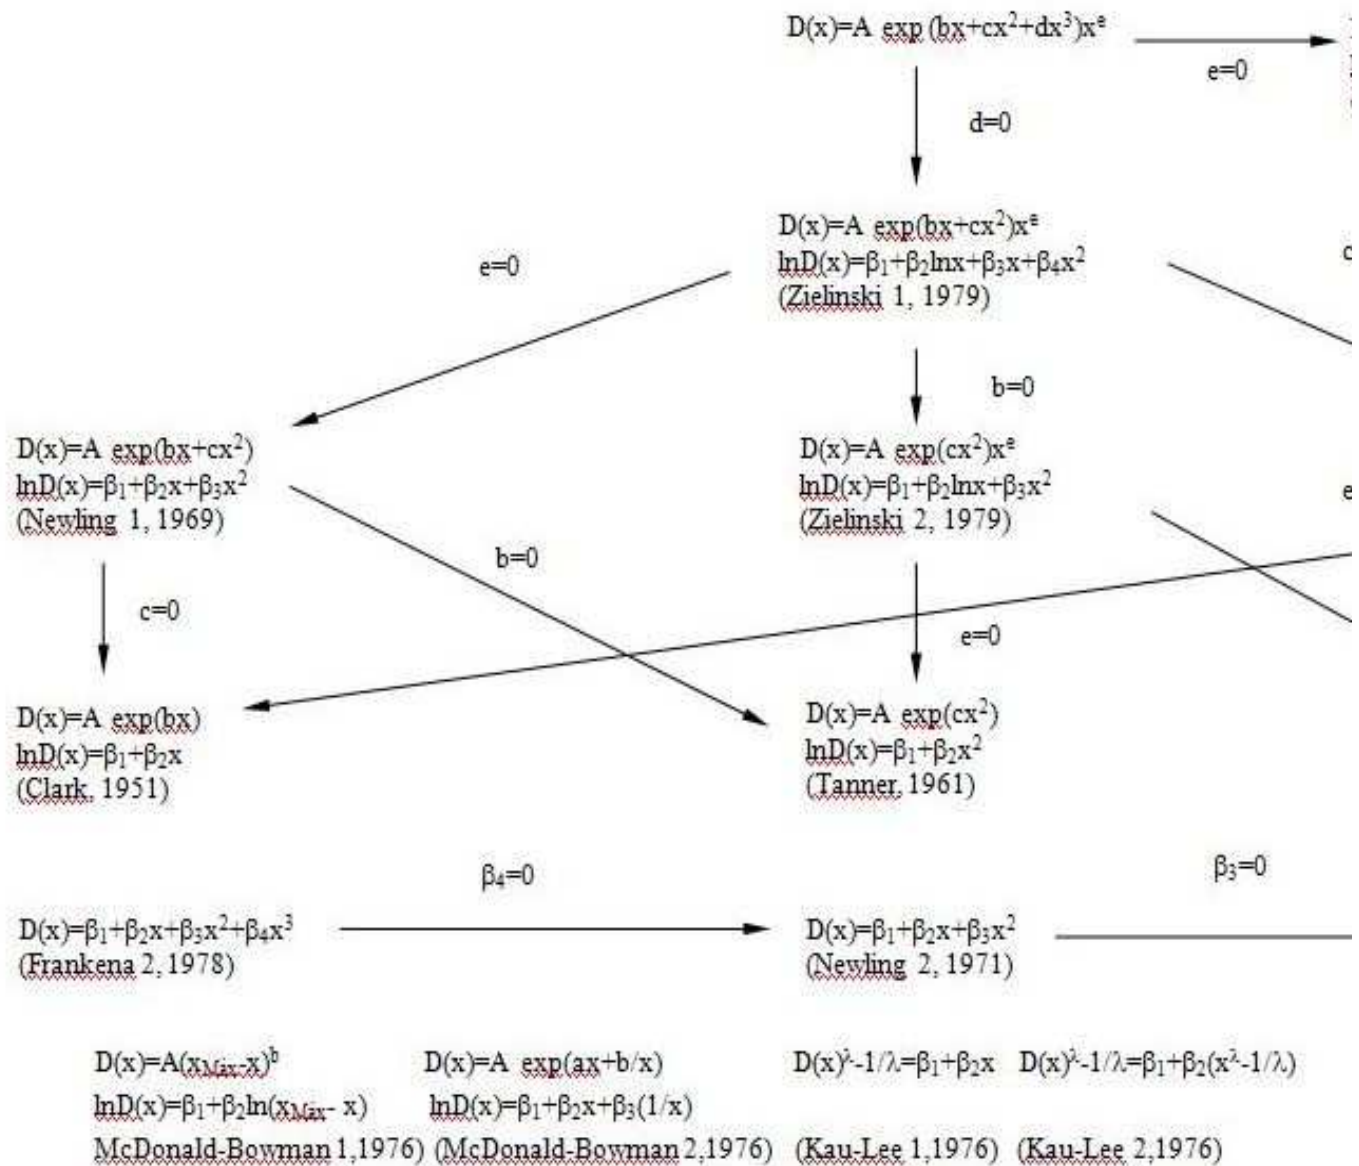 D(x)=A exp (bx+cx²+dx³)xᵉ
e=0
d=0
D(x)=A exp(bx+cx²)xᵉ
lnD(x)=β₁+β₂lnx+β₃x+β₄x²
(Zielinski 1, 1979)
e=0
c
b=0
D(x)=A exp(bx+cx²)
lnD(x)=β₁+β₂x+β₃x²
(Newling 1, 1969)
D(x)=A exp(cx²)xᵉ
lnD(x)=β₁+β₂lnx+β₃x²
(Zielinski 2, 1979)
e
b=0
c=0
e=0
D(x)=A exp(bx)
lnD(x)=β₁+β₂x
(Clark, 1951)
D(x)=A exp(cx²)
lnD(x)=β₁+β₂x²
(Tanner, 1961)
β₄=0
β₃=0
D(x)=β₁+β₂x+β₃x²+β₄x³
(Frankena 2, 1978)
D(x)=β₁+β₂x+β₃x²
(Newling 2, 1971)
D(x)=A(x_Max-x)ᵇ
lnD(x)=β₁+β₂ln(x_Max- x)
McDonald-Bowman 1,1976)
D(x)=A exp(ax+b/x)
lnD(x)=β₁+β₂x+β₃(1/x)
(McDonald-Bowman 2,1976)
D(x)^λ-1/λ=β₁+β₂x
(Kau-Lee 1,1976)
D(x)^λ-1/λ=β₁+β₂(x^λ-1/λ)
(Kau-Lee 2,1976)